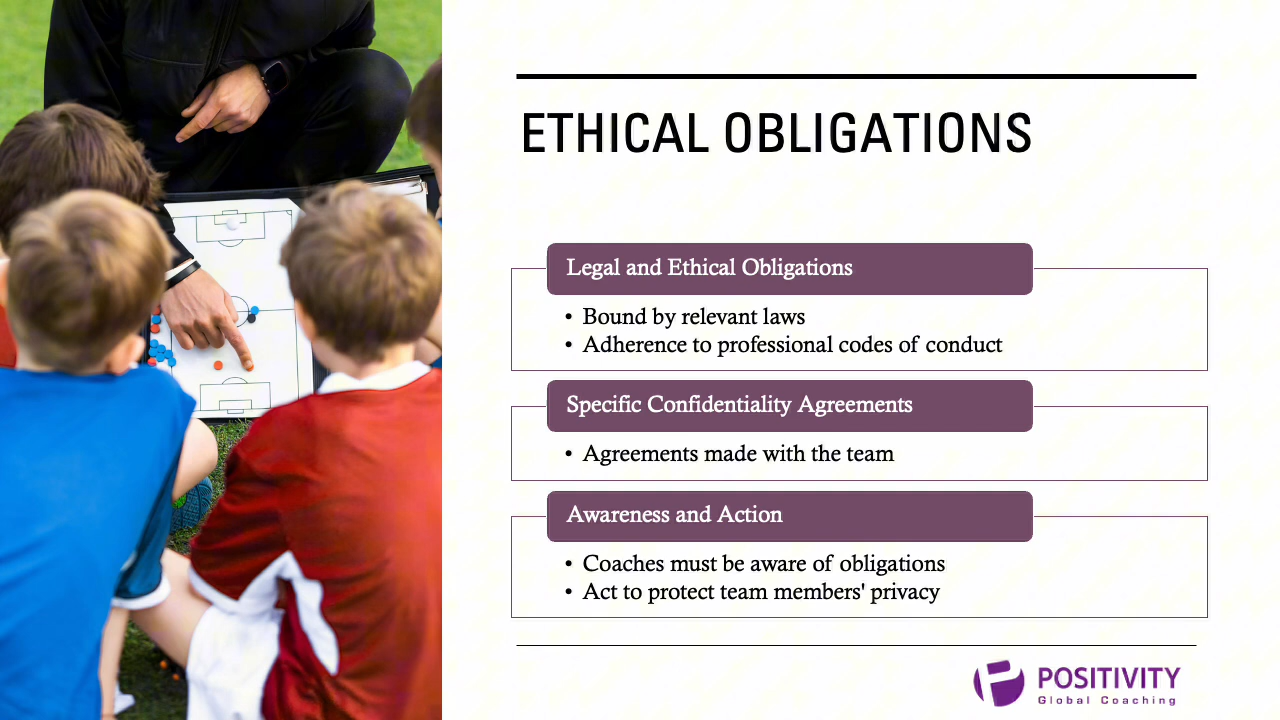 ETHICAL OBLIGATIONS
Legal and Ethical Obligations
• Bound by relevant laws
• Adherence to professional codes of conduct
Specific Confidentiality Agreements
• Agreements made with the team
Awareness and Action
• Coaches must be aware of obligations
• Act to protect team members' privacy
POSITIVITY
Global Coaching